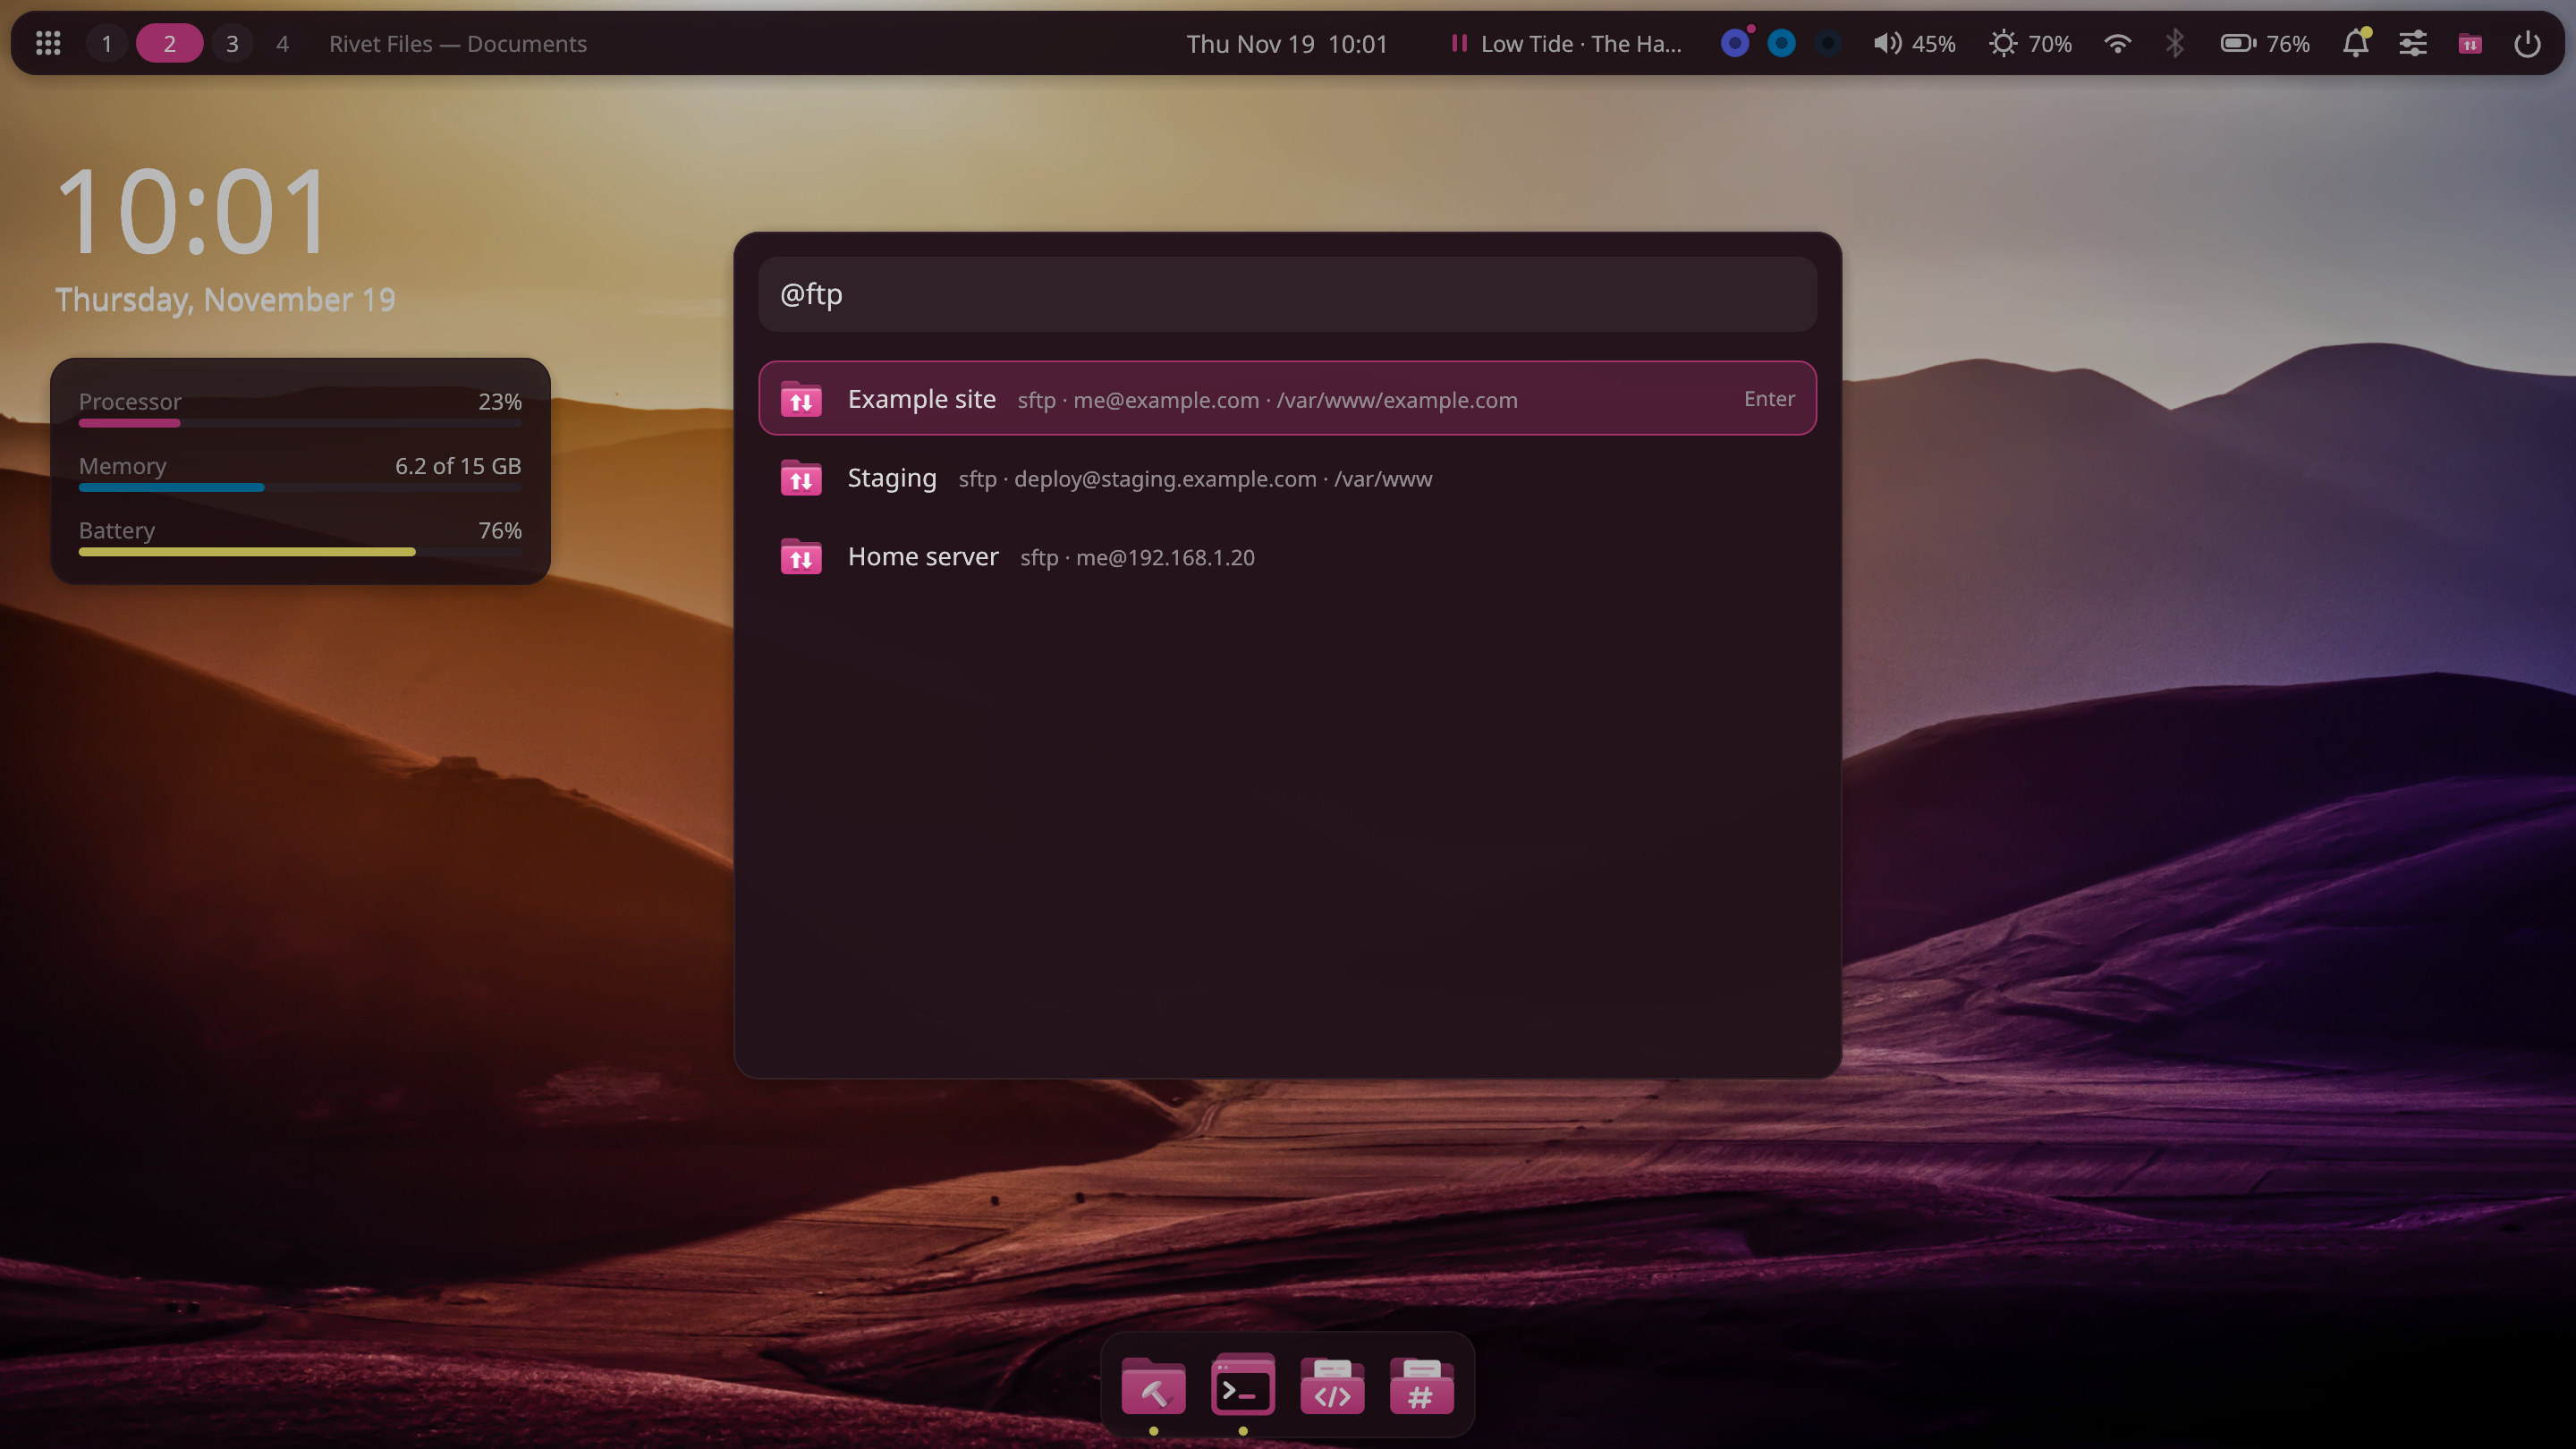 1 2 3 4 Rivet Files — Documents Thu Nov 19 10:01 Low Tide · The Ha... 45% 70% 76%
10:01
Thursday, November 19
Processor 23%
Memory 6.2 of 15 GB
Battery 76%
@ftp
Example site sftp · me@example.com · /var/www/example.com Enter
Staging sftp · deploy@staging.example.com · /var/www
Home server sftp · me@192.168.1.20